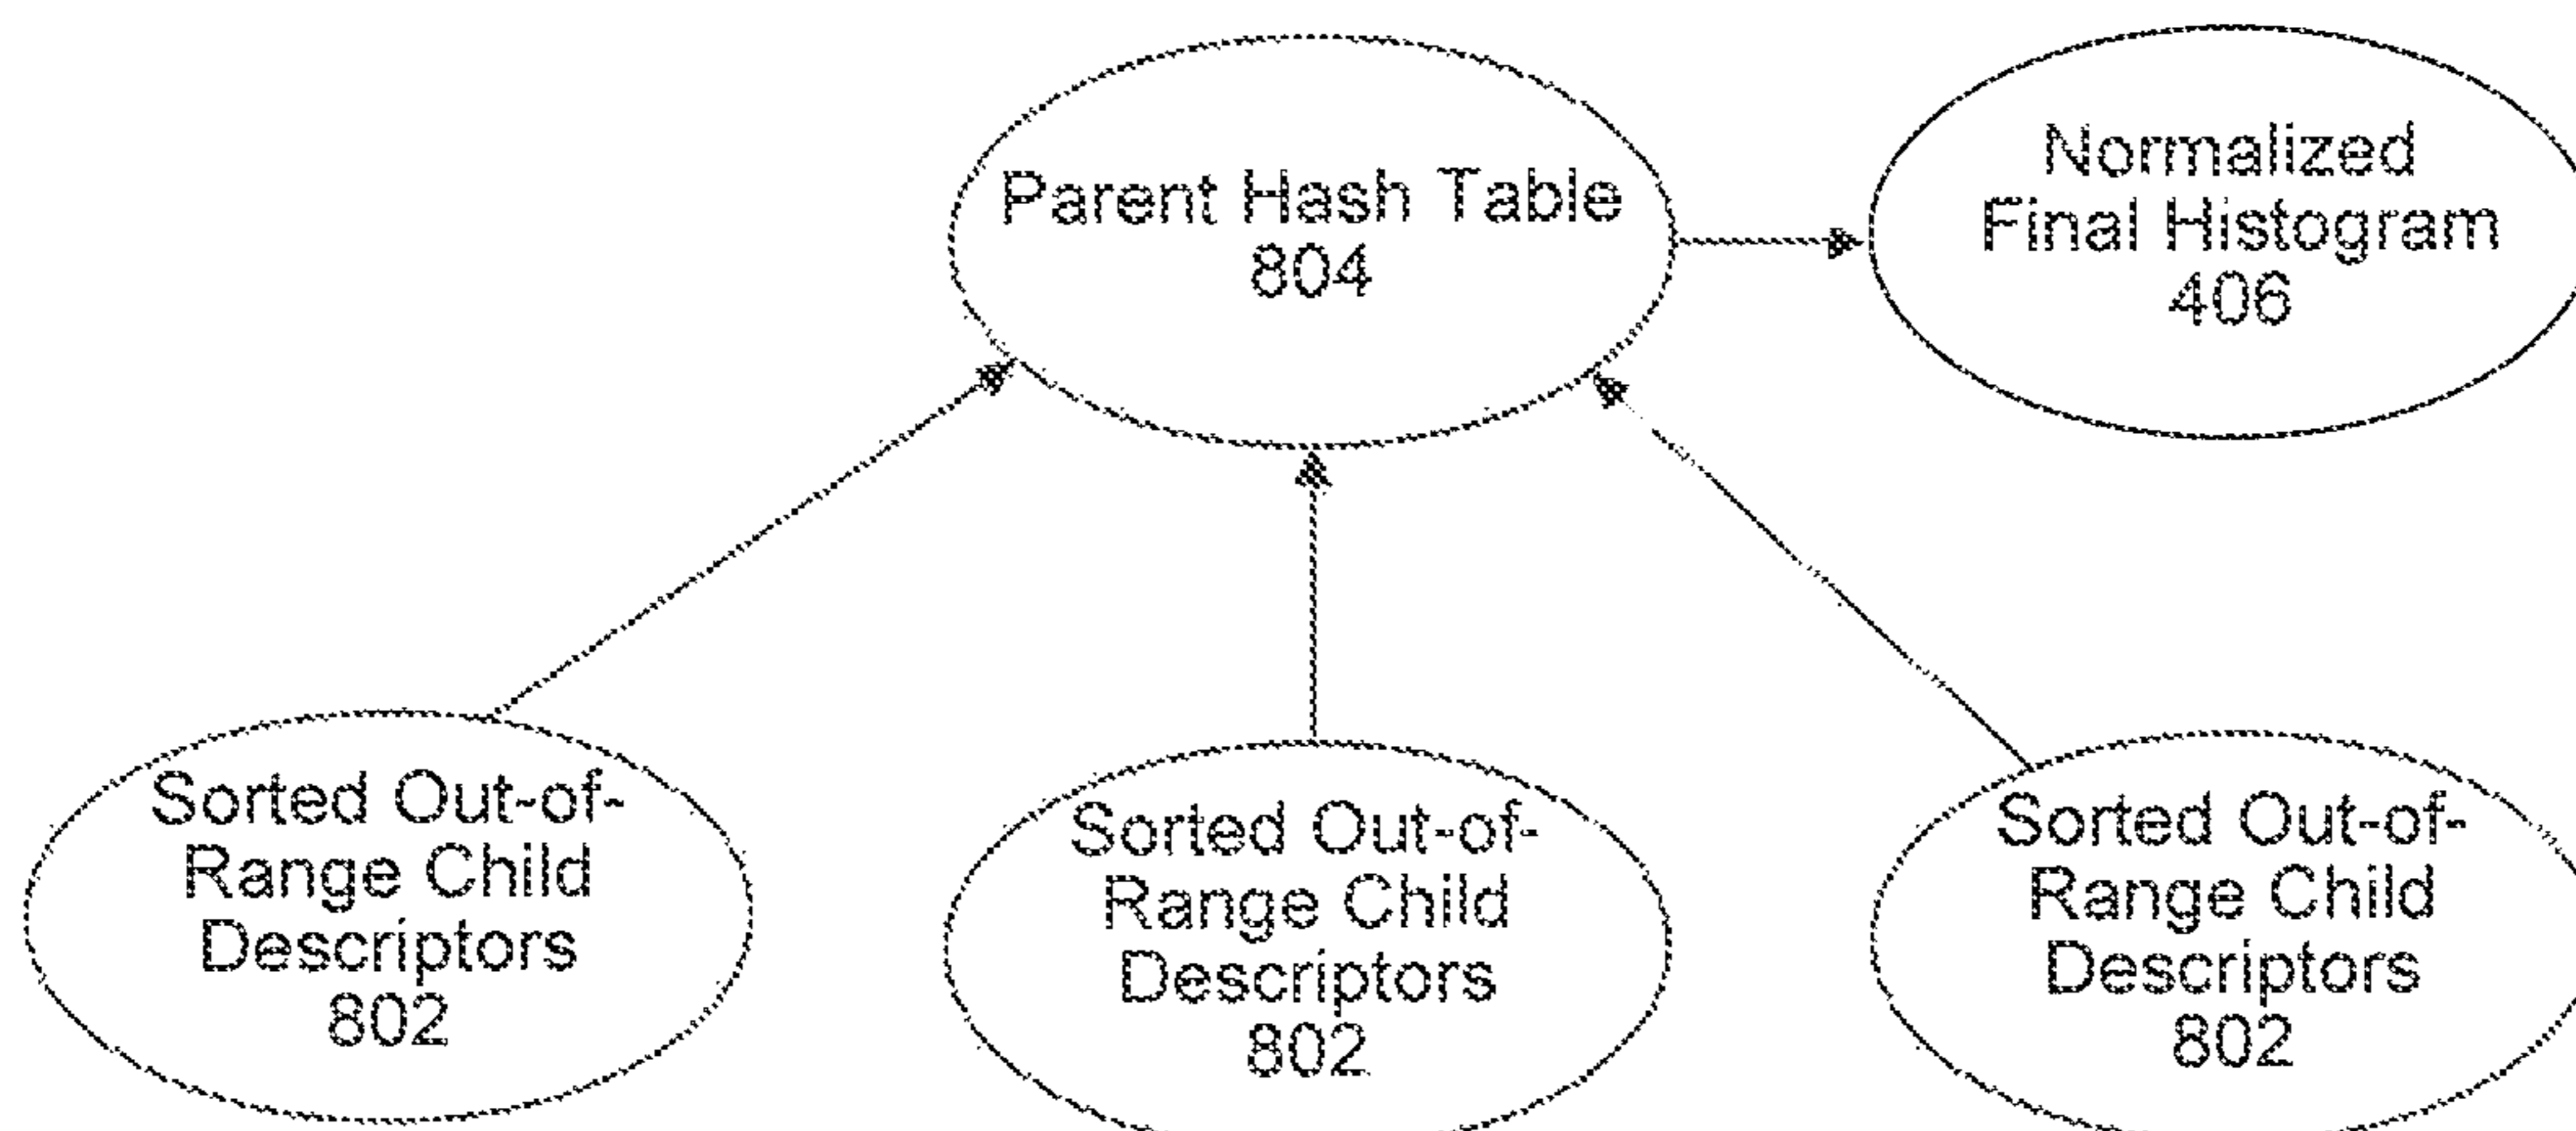 Parent Hash Table
804
Normalized
Final Histogram
406
Sorted Out-of-
Range Child
Descriptors
802
Sorted Out-of-
Range Child
Descriptors
802
Sorted Out-of-
Range Child
Descriptors
802